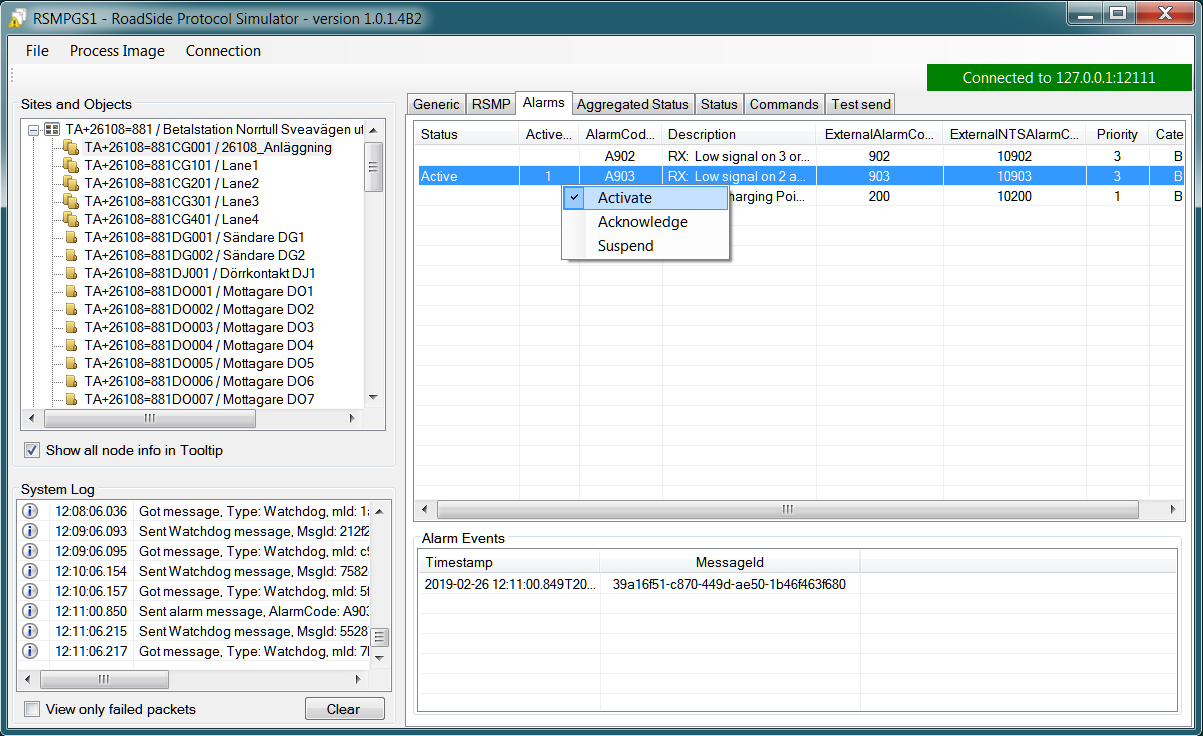 RSMPGS1 - RoadSide Protocol Simulator - version 1.0.1.4B2
File Process Image Connection
Connected to 127.0.0.1:12111
Sites and Objects
TA+26108=881 / Betalstation Norrtull Sveavägen ut
TA+26108=881CG001 / 26108_Anläggning
TA+26108=881CG101 / Lane1
TA+26108=881CG201 / Lane2
TA+26108=881CG301 / Lane3
TA+26108=881CG401 / Lane4
TA+26108=881DG001 / Sändare DG1
TA+26108=881DG002 / Sändare DG2
TA+26108=881DJ001 / Dörrkontakt DJ1
TA+26108=881DO001 / Mottagare DO1
TA+26108=881DO002 / Mottagare DO2
TA+26108=881DO003 / Mottagare DO3
TA+26108=881DO004 / Mottagare DO4
TA+26108=881DO005 / Mottagare DO5
TA+26108=881DO006 / Mottagare DO6
TA+26108=881DO007 / Mottagare DO7
Show all node info in Tooltip
System Log
12:08:06.036 Got message, Type: Watchdog, mId: 1
12:09:06.093 Sent Watchdog message, MsgId: 212f2
12:09:06.095 Got message, Type: Watchdog, mId: c9
12:10:06.154 Sent Watchdog message, MsgId: 7582
12:10:06.157 Got message, Type: Watchdog, mId: 5f
12:11:00.850 Sent alarm message, AlarmCode: A903
12:11:06.215 Sent Watchdog message, MsgId: 5528
12:11:06.217 Got message, Type: Watchdog, mId: 7
View only failed packets
Clear
Generic RSMP Alarms Aggregated Status Status Commands Test send
Status Active... AlarmCod... Description ExternalAlarmCo... ExternalNTSAlarmC... Priority Cate
A902 RX: Low signal on 3 or... 902 10902 3 B
Active 1 A903 RX: Low signal on 2 a... 903 10903 3 B
harging Poi... 200 10200 1 B
Activate
Acknowledge
Suspend
Alarm Events
Timestamp MessageId
2019-02-26 12:11:00.849T20... 39a16f51-c870-449d-ae50-1b46f463f680